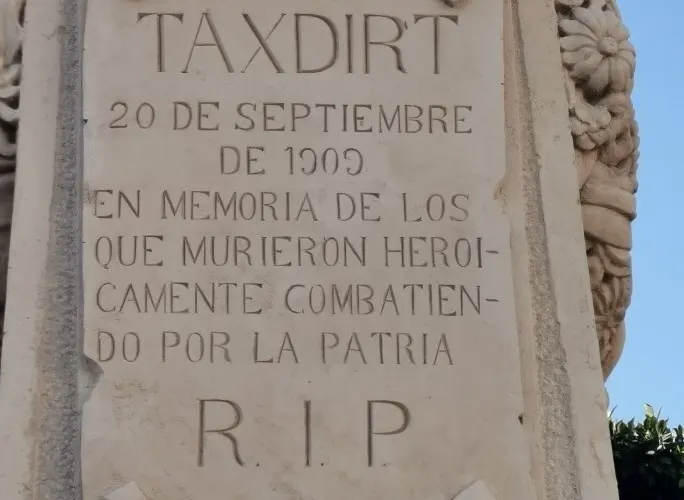 TAXDIRT
20 DE SEPTIEMBRE
DE 1909
EN MEMORIA DE LOS
QUE MURIERON HEROI-
CAMENTE COMBATIEN-
DO POR LA PATRIA
R. I. P.